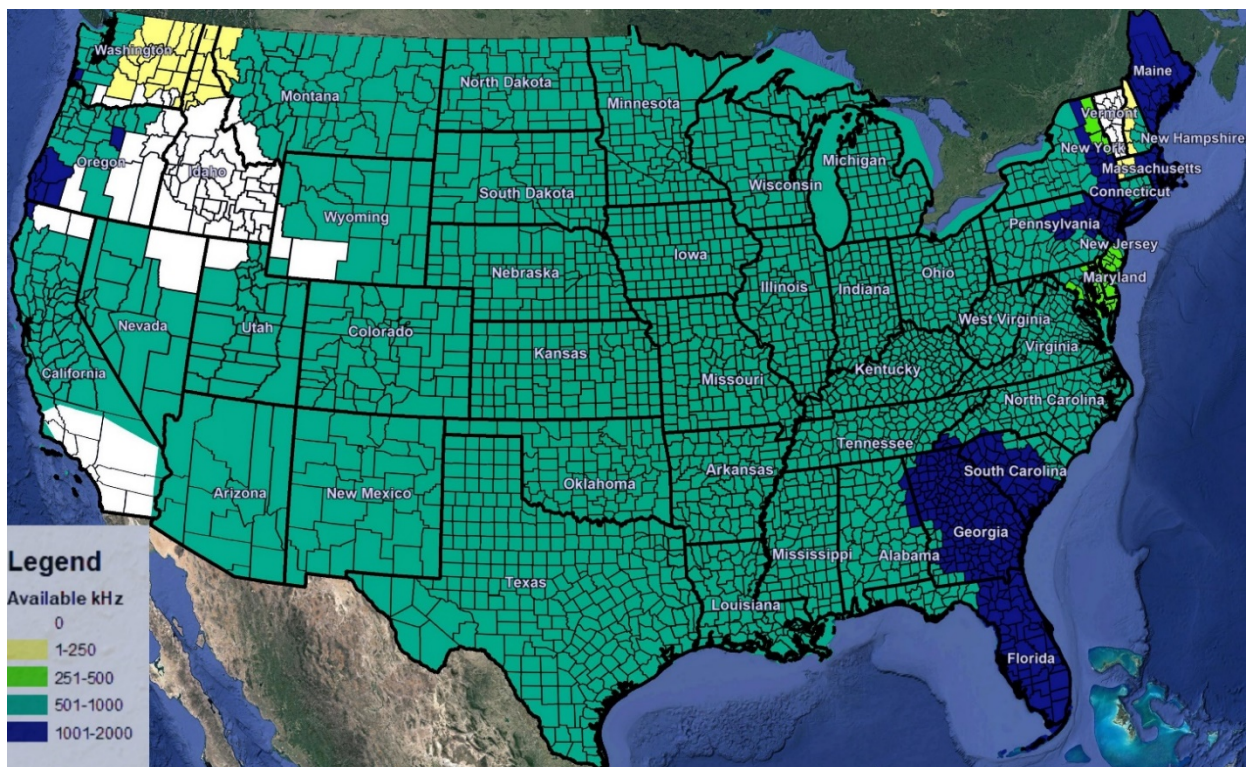 Washington
Montana
North Dakota
Minnesota
Maine
Vermont
New Hampshire
New York
Massachusetts
Connecticut
Oregon
Idaho
South Dakota
Wisconsin
Michigan
Wyoming
Pennsylvania
New Jersey
Iowa
Nebraska
Ohio
Maryland
Illinois
Indiana
Nevada
Utah
Colorado
West Virginia
Virginia
Kansas
Missouri
Kentucky
California
North Carolina
Tennessee
Arkansas
South Carolina
Arizona
New Mexico
Oklahoma
Georgia
Mississippi
Alabama
Texas
Louisiana
Florida
Legend
Available kHz
0
1-250
251-500
501-1000
1001-2000